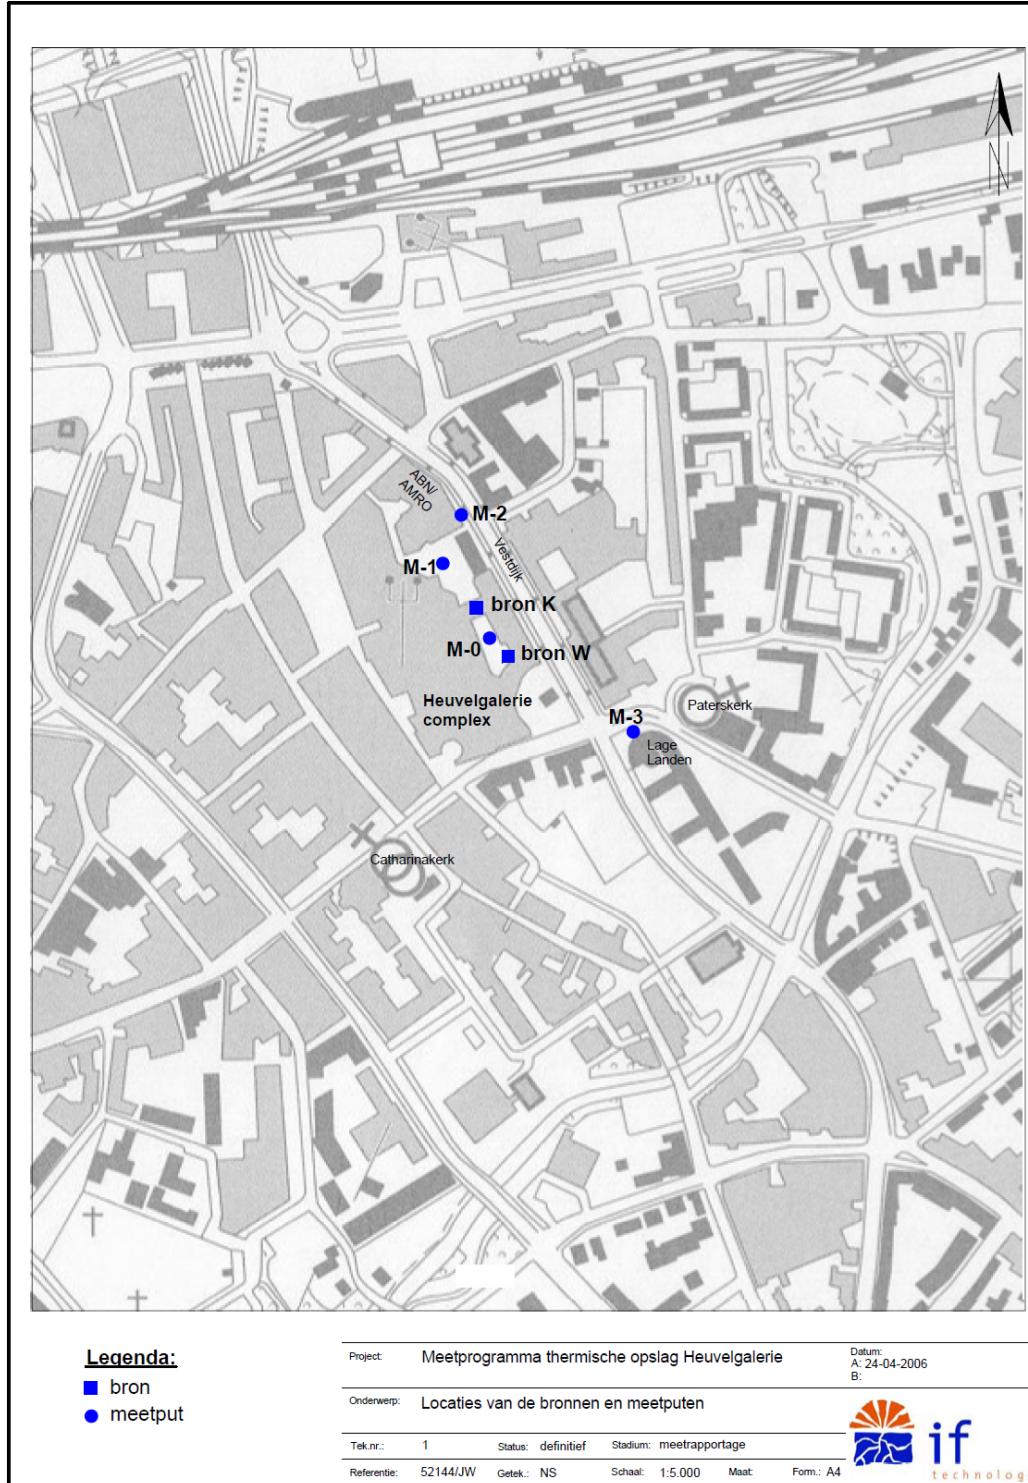 N
ABN/
AMRO
M-2
Vestdijk
M-1
bron K
M-0
bron W
Heuvelgalerie
complex
Paterskerk
M-3
Lage
Landen
Catharinakerk
Legenda:
bron
meetput
Project: Meetprogramma thermische opslag Heuvelgalerie
Datum:
A: 24-04-2006
B:
Onderwerp: Locaties van de bronnen en meetputen
Tek.nr.: 1 Status: definitief Stadium: meetrapportage
Referentie: 52144/JW Getek.: NS Schaal: 1:5.000 Maat: Form.: A4
if
technolog